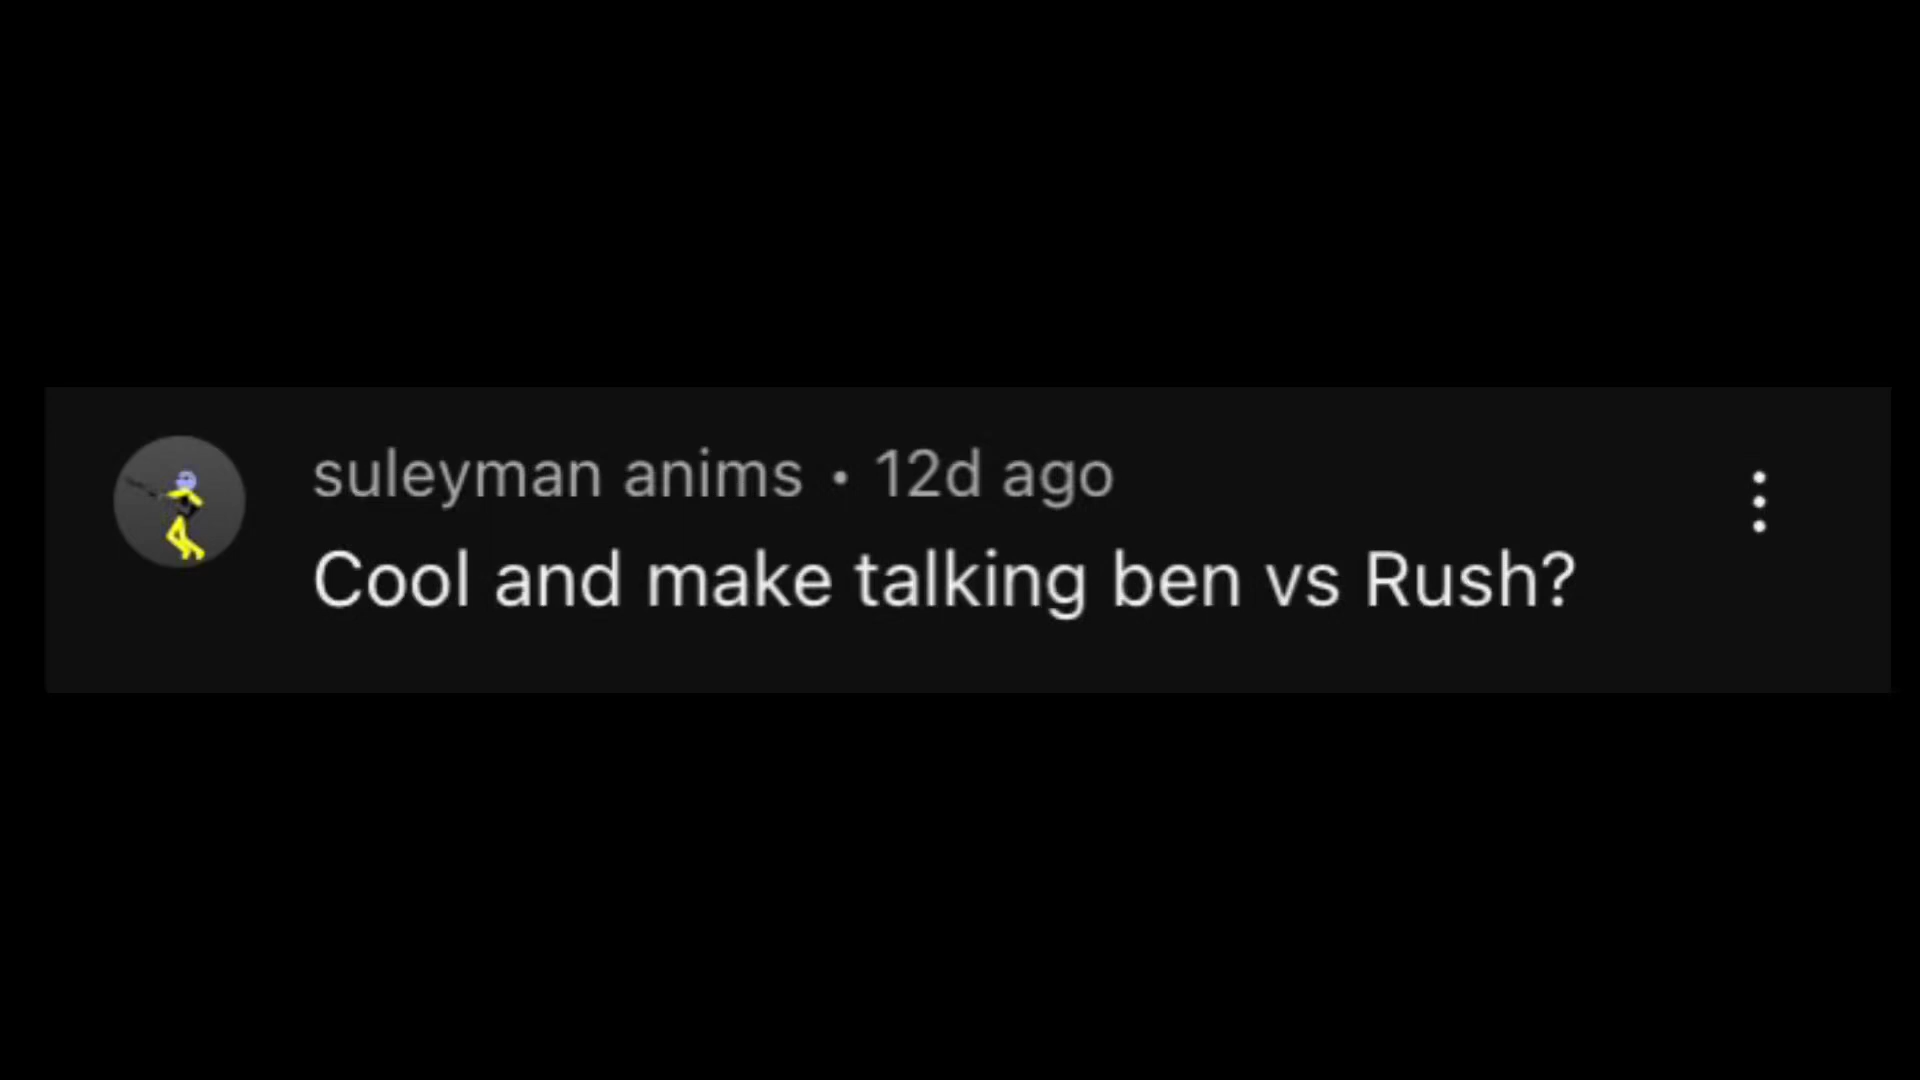 suleyman anims • 12d ago
Cool and make talking ben vs Rush?